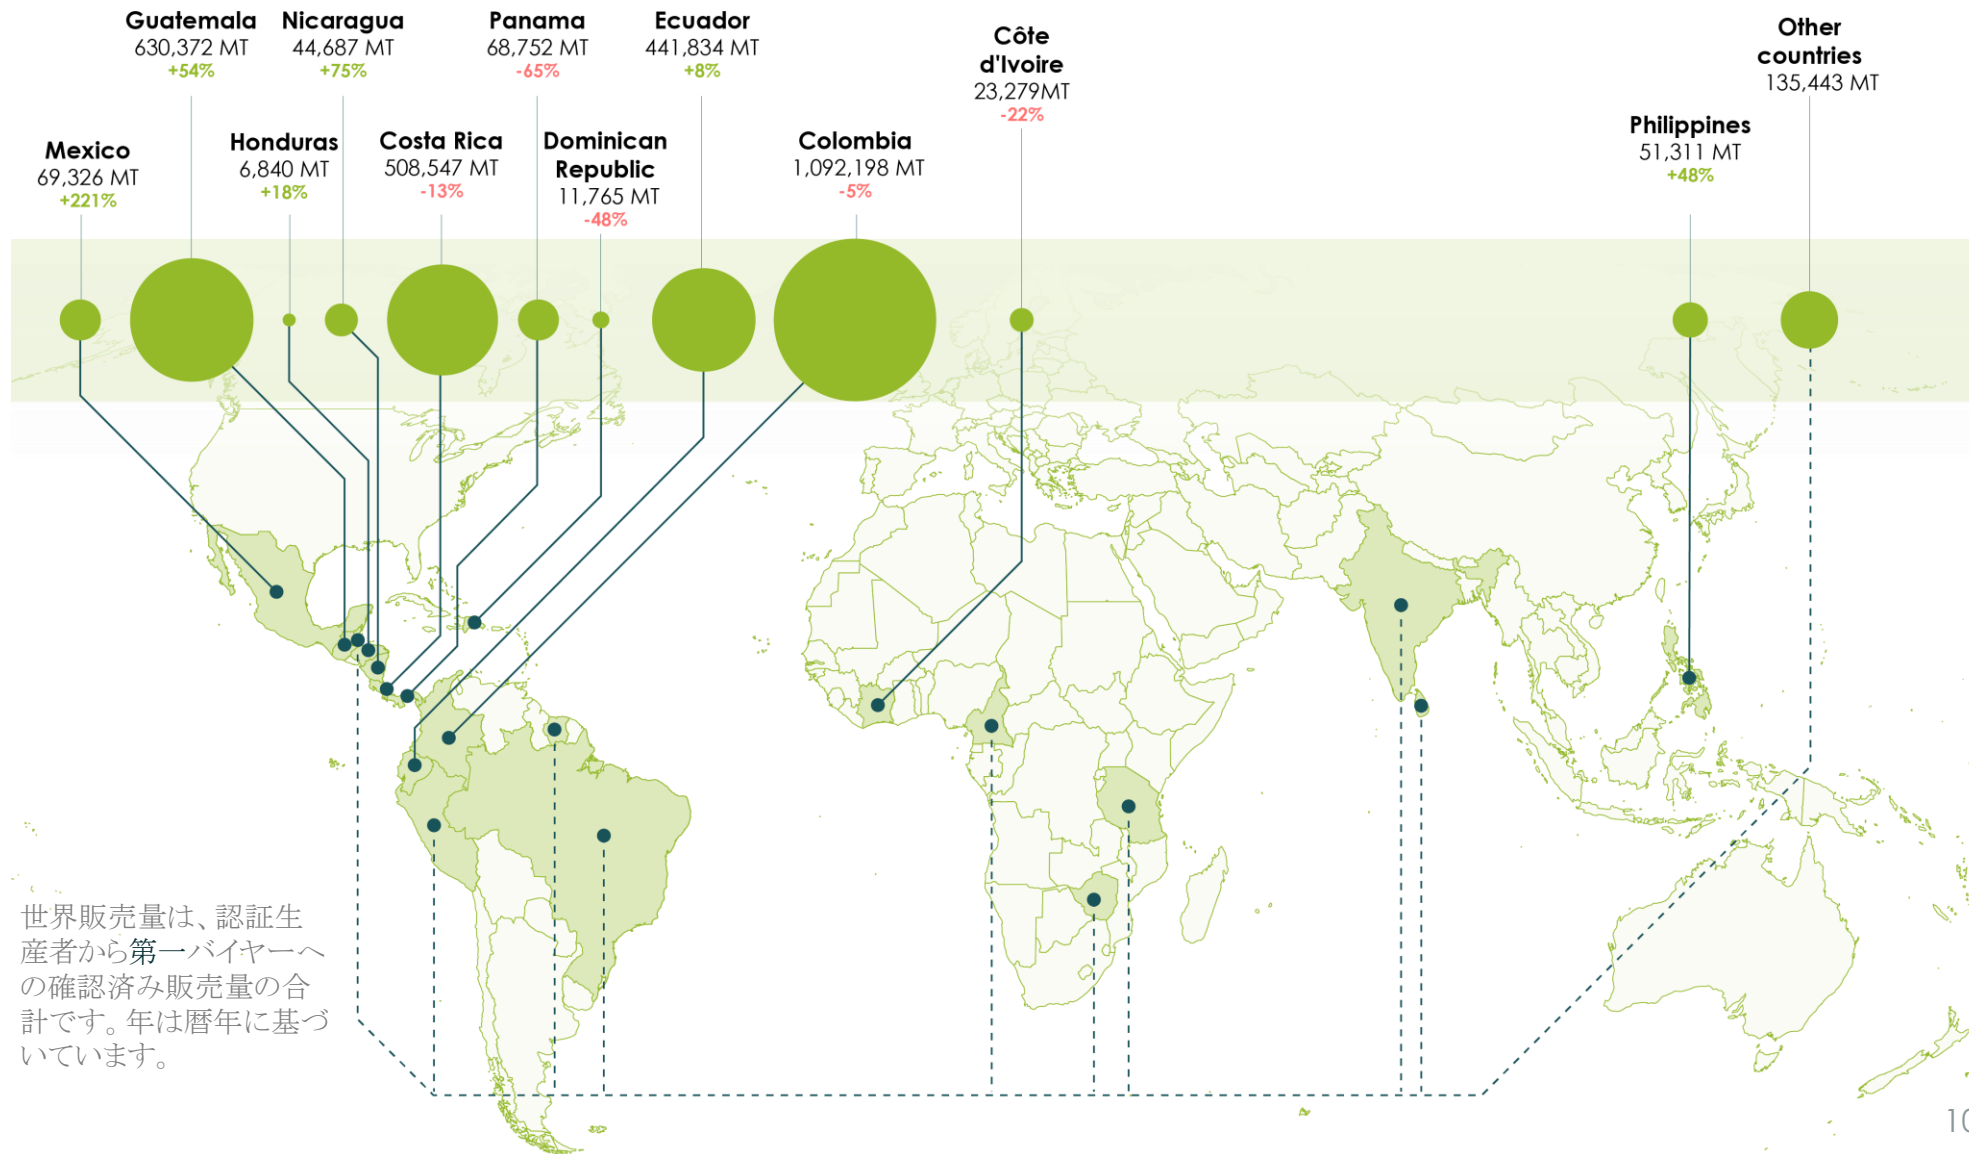 Guatemala
630,372 MT
+54%
Nicaragua
44,687 MT
+75%
Panama
68,752 MT
-65%
Ecuador
441,834 MT
+8%
Côte
d'Ivoire
23,279MT
-22%
Other
countries
135,443 MT
Mexico
69,326 MT
+221%
Honduras
6,840 MT
+18%
Costa Rica
508,547 MT
-13%
Dominican
Republic
11,765 MT
-48%
Colombia
1,092,198 MT
-5%
Philippines
51,311 MT
+48%
世界販売量は、認証生
産者から第一バイヤーへ
の確認済み販売量の合
計です。年は暦年に基づ
いています。
10